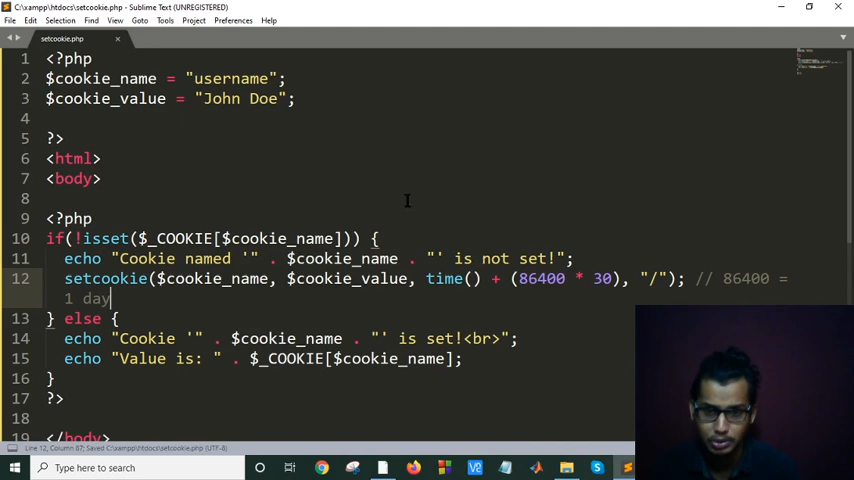 C:\xampp\htdocs\setcookie.php - Sublime Text (UNREGISTERED)
File Edit Selection Find View Goto Tools Project Preferences Help
setcookie.php ×
1 <?php
2 $cookie_name = "username";
3 $cookie_value = "John Doe";
4
5 ?>
6 <html>
7 <body>
8
9 <?php
10 if(!isset($_COOKIE[$cookie_name])) {
11 echo "Cookie named '" . $cookie_name . "' is not set!";
12 setcookie($cookie_name, $cookie_value, time() + (86400 * 30), "/"); // 86400 =
1 day
13 } else {
14 echo "Cookie '" . $cookie_name . "' is set!<br>";
15 echo "Value is: " . $_COOKIE[$cookie_name];
16 }
17 ?>
18
19 </body>
Line 12, Column 87; Saved C:\xampp\htdocs\setcookie.php (UTF-8)
Type here to search